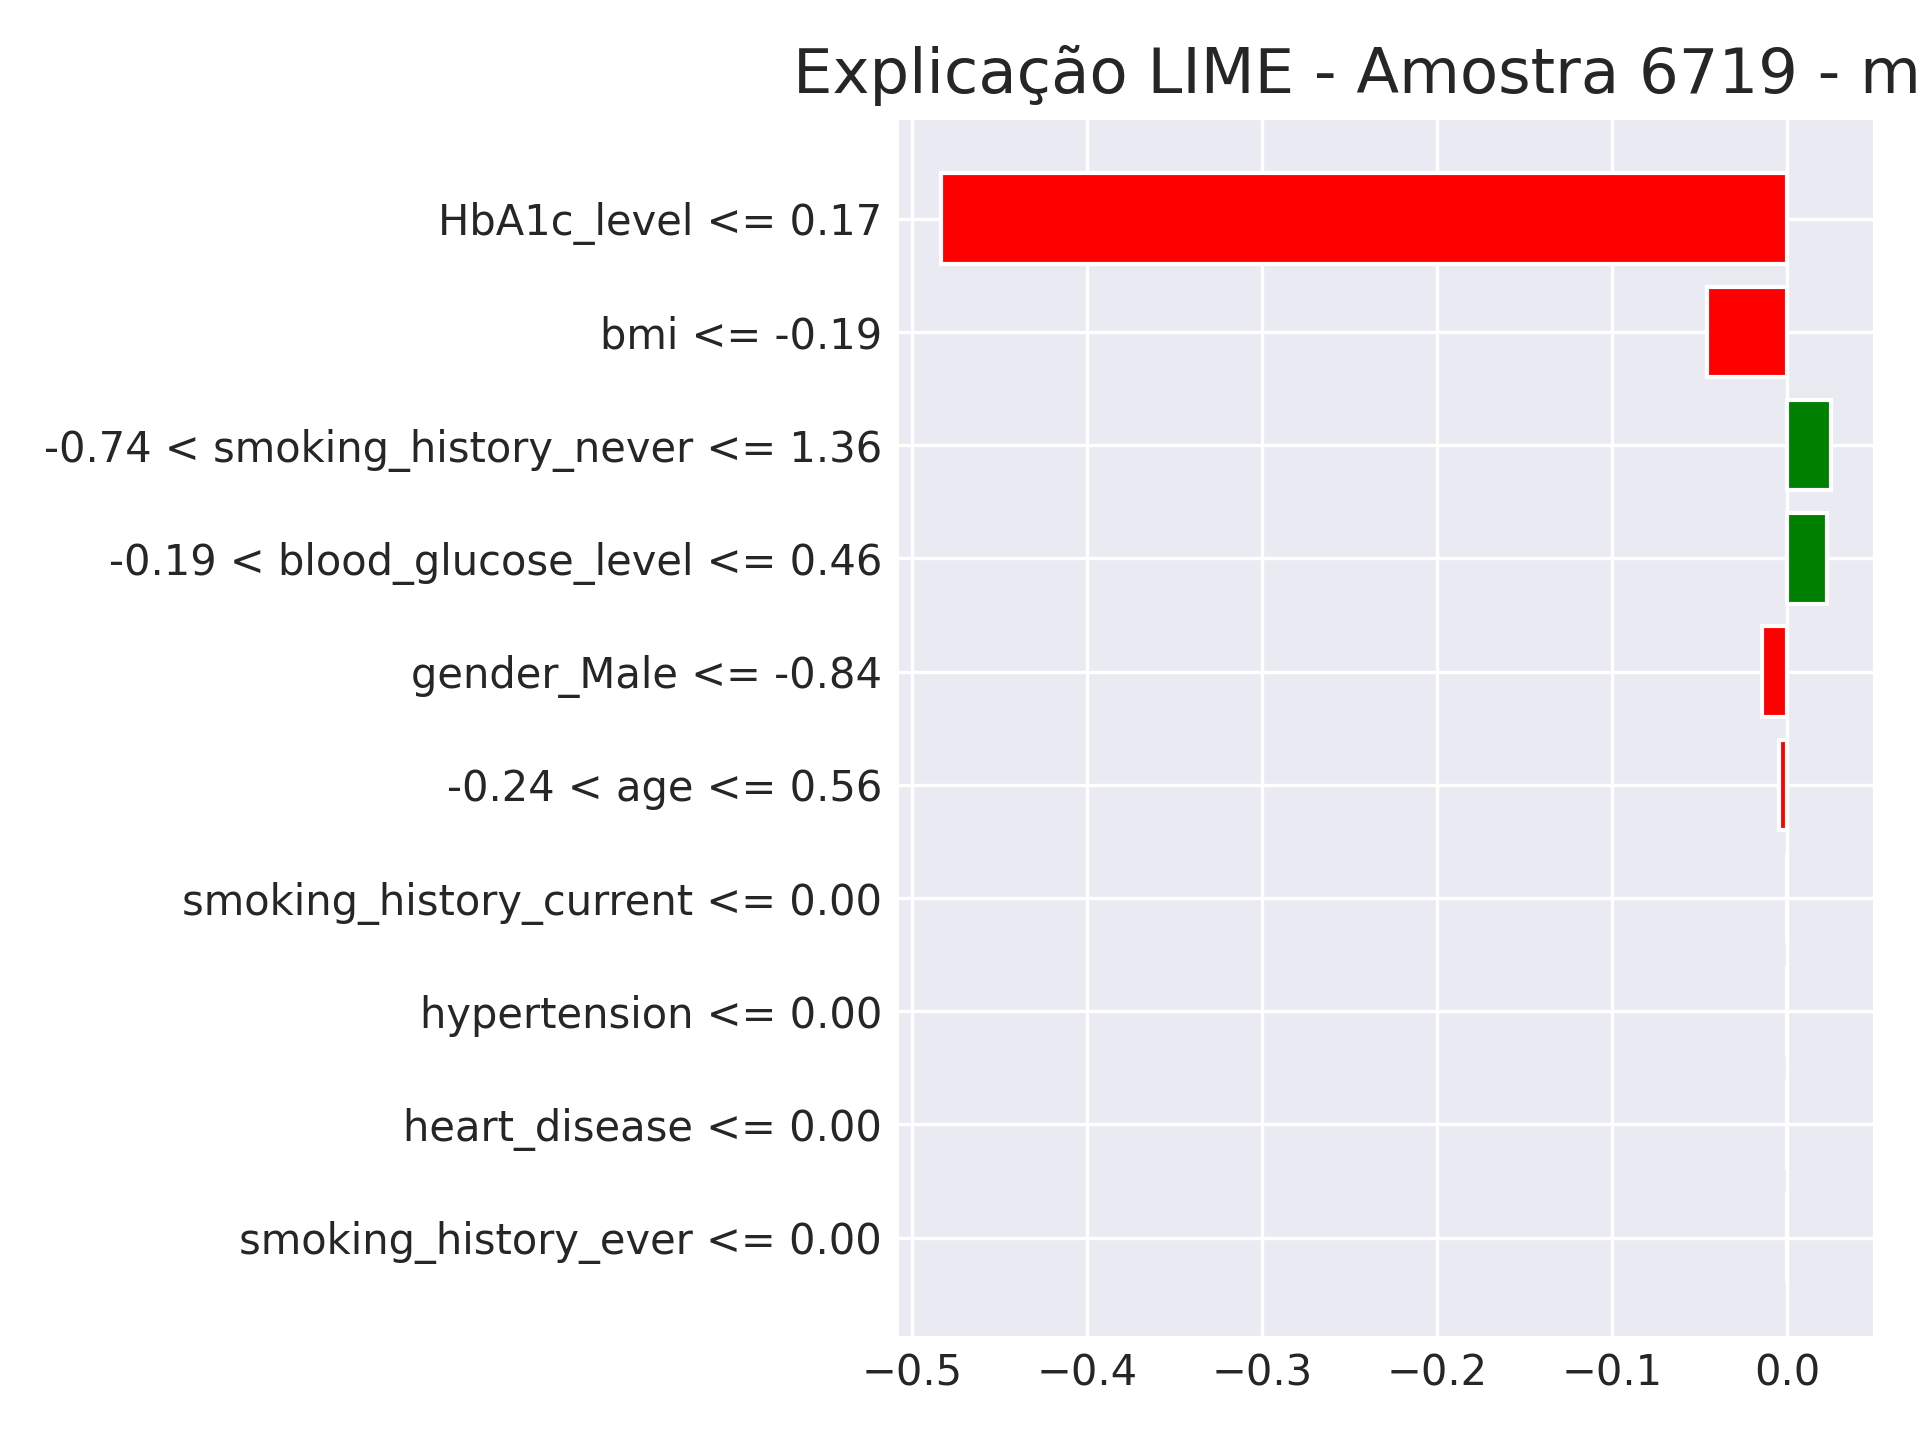 Explicação LIME - Amostra 6719 - m
HbA1c_level <= 0.17
bmi <= -0.19
-0.74 < smoking_history_never <= 1.36
-0.19 < blood_glucose_level <= 0.46
gender_Male <= -0.84
-0.24 < age <= 0.56
smoking_history_current <= 0.00
hypertension <= 0.00
heart_disease <= 0.00
smoking_history_ever <= 0.00
−0.5 −0.4 −0.3 −0.2 −0.1 0.0